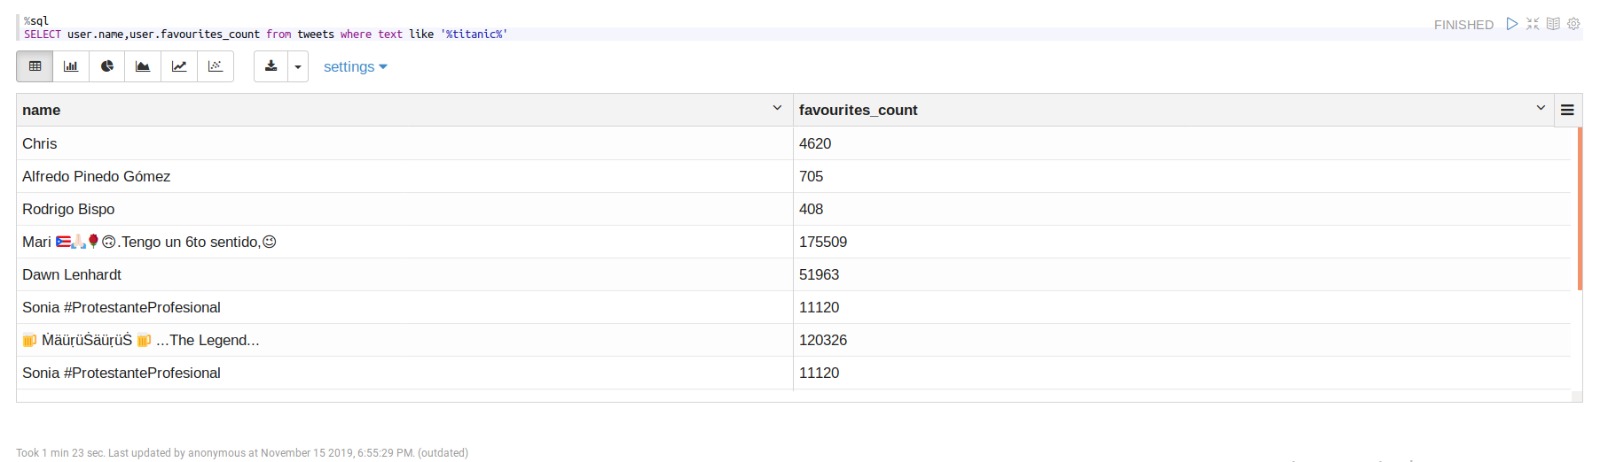 %sql
SELECT user.name,user.favourites_count from tweets where text like '%titanic%'
FINISHED
settings
name favourites_count
Chris 4620
Alfredo Pinedo Gómez 705
Rodrigo Bispo 408
Mari 🇵🇷🙏🏻🌹🙃.Tengo un 6to sentido,😉 175509
Dawn Lenhardt 51963
Sonia #ProtestanteProfesional 11120
🍺 ṀäüṛüṠäüṛüṠ 🍺 ...The Legend... 120326
Sonia #ProtestanteProfesional 11120
Took 1 min 23 sec. Last updated by anonymous at November 15 2019, 6:55:29 PM. (outdated)